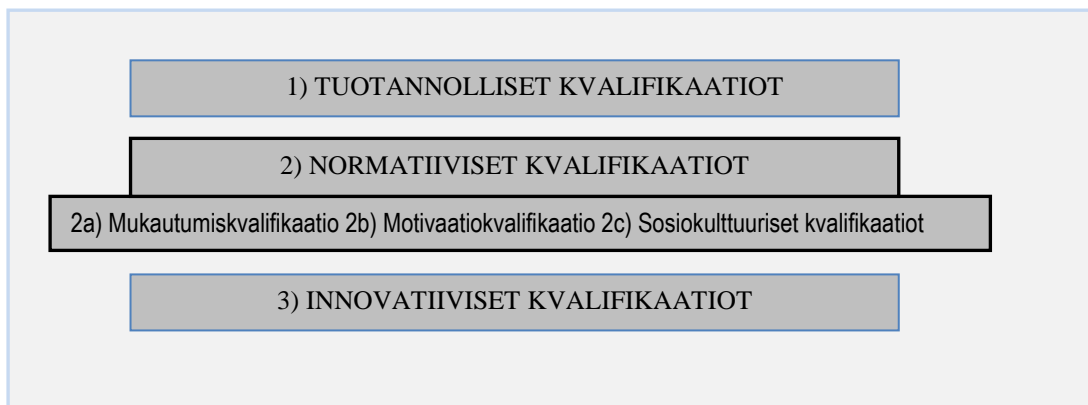 1) TUOTANNOLLISET KVALIFIKAATIOT
2) NORMATIIVISET KVALIFIKAATIOT
2a) Mukautumiskvalifikaatio 2b) Motivaatiokvalifikaatio 2c) Sosiokulttuuriset kvalifikaatiot
3) INNOVATIIVISET KVALIFIKAATIOT